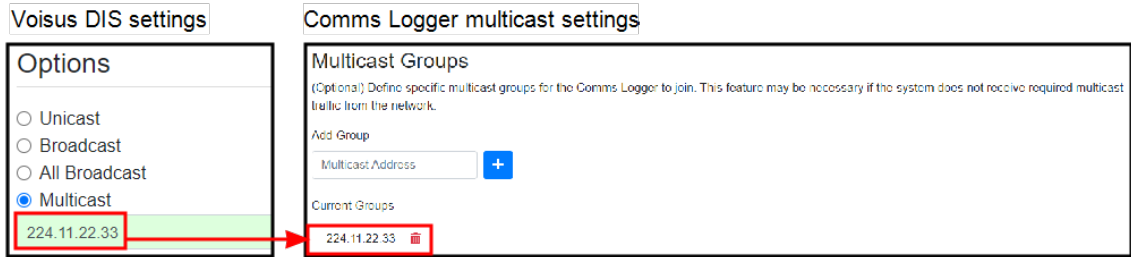 Voisus DIS settings
Comms Logger multicast settings
Options
Unicast
Broadcast
All Broadcast
Multicast
224.11.22.33
Multicast Groups
(Optional) Define specific multicast groups for the Comms Logger to join. This feature may be necessary if the system does not receive required multicast
traffic from the network.
Add Group
Multicast Address
+
Current Groups
224.11.22.33